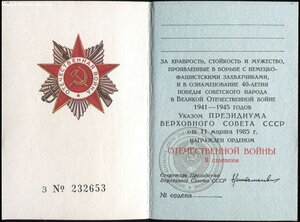 ОТЕЧЕСТВЕННАЯ ВОЙНА
З № 232653
ЗА ХРАБРОСТЬ, СТОЙКОСТЬ И МУЖЕСТВО,
ПРОЯВЛЕННЫЕ В БОРЬБЕ С НЕМЕЦКО-
ФАШИСТСКИМИ ЗАХВАТЧИКАМИ,
И В ОЗНАМЕНОВАНИЕ 40-ЛЕТИЯ
ПОБЕДЫ СОВЕТСКОГО НАРОДА
В ВЕЛИКОЙ ОТЕЧЕСТВЕННОЙ ВОЙНЕ
1941—1945 ГОДОВ
Указом ПРЕЗИДИУМА
ВЕРХОВНОГО СОВЕТА СССР
от 11 марта 1985 г.
НАГРАЖДЕН ОРДЕНОМ
ОТЕЧЕСТВЕННОЙ ВОЙНЫ
II степени
Секретарь Президиума
Верховного Совета СССР
№ ордена